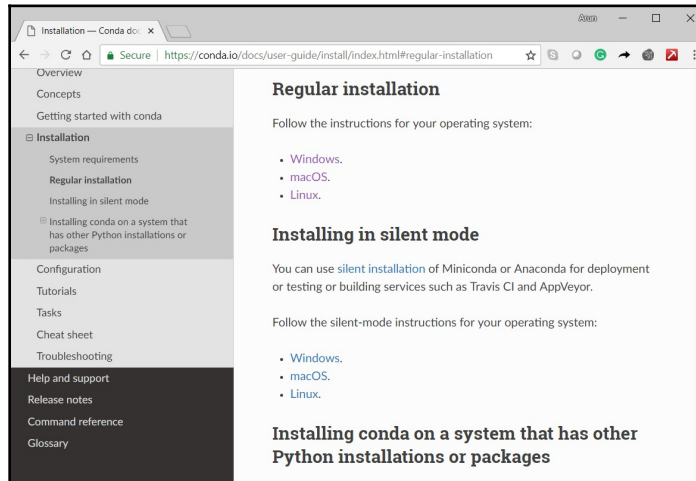 Installation — Conda doc
Arun
Secure | https://conda.io/docs/user-guide/install/index.html#regular-installation
Overview
Concepts
Getting started with conda
Installation
System requirements
Regular installation
Installing in silent mode
Installing conda on a system that
has other Python installations or
packages
Configuration
Tutorials
Tasks
Cheat sheet
Troubleshooting
Help and support
Release notes
Command reference
Glossary
Regular installation
Follow the instructions for your operating system:
• Windows.
• macOS.
• Linux.
Installing in silent mode
You can use silent installation of Miniconda or Anaconda for deployment
or testing or building services such as Travis CI and AppVeyor.
Follow the silent-mode instructions for your operating system:
• Windows.
• macOS.
• Linux.
Installing conda on a system that has other
Python installations or packages